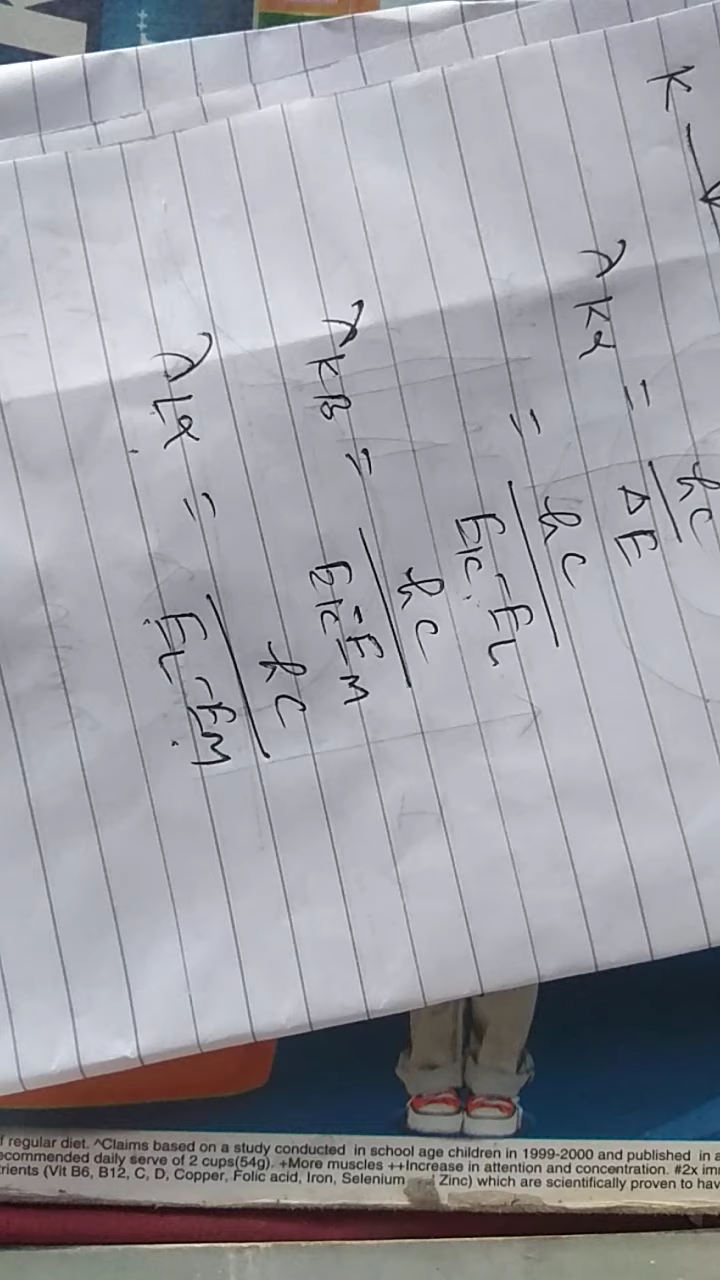 K →
λKα = hc / ΔE
= hc / EK - EL
λKβ = hc / EK - EM
λLα = hc / EL - EM
f regular diet. ^Claims based on a study conducted in school age children in 1999-2000 and published in a
ecommended daily serve of 2 cups(54g). +More muscles ++Increase in attention and concentration. #2x im
rients (Vit B6, B12, C, D, Copper, Folic acid, Iron, Selenium Zinc) which are scientifically proven to hav